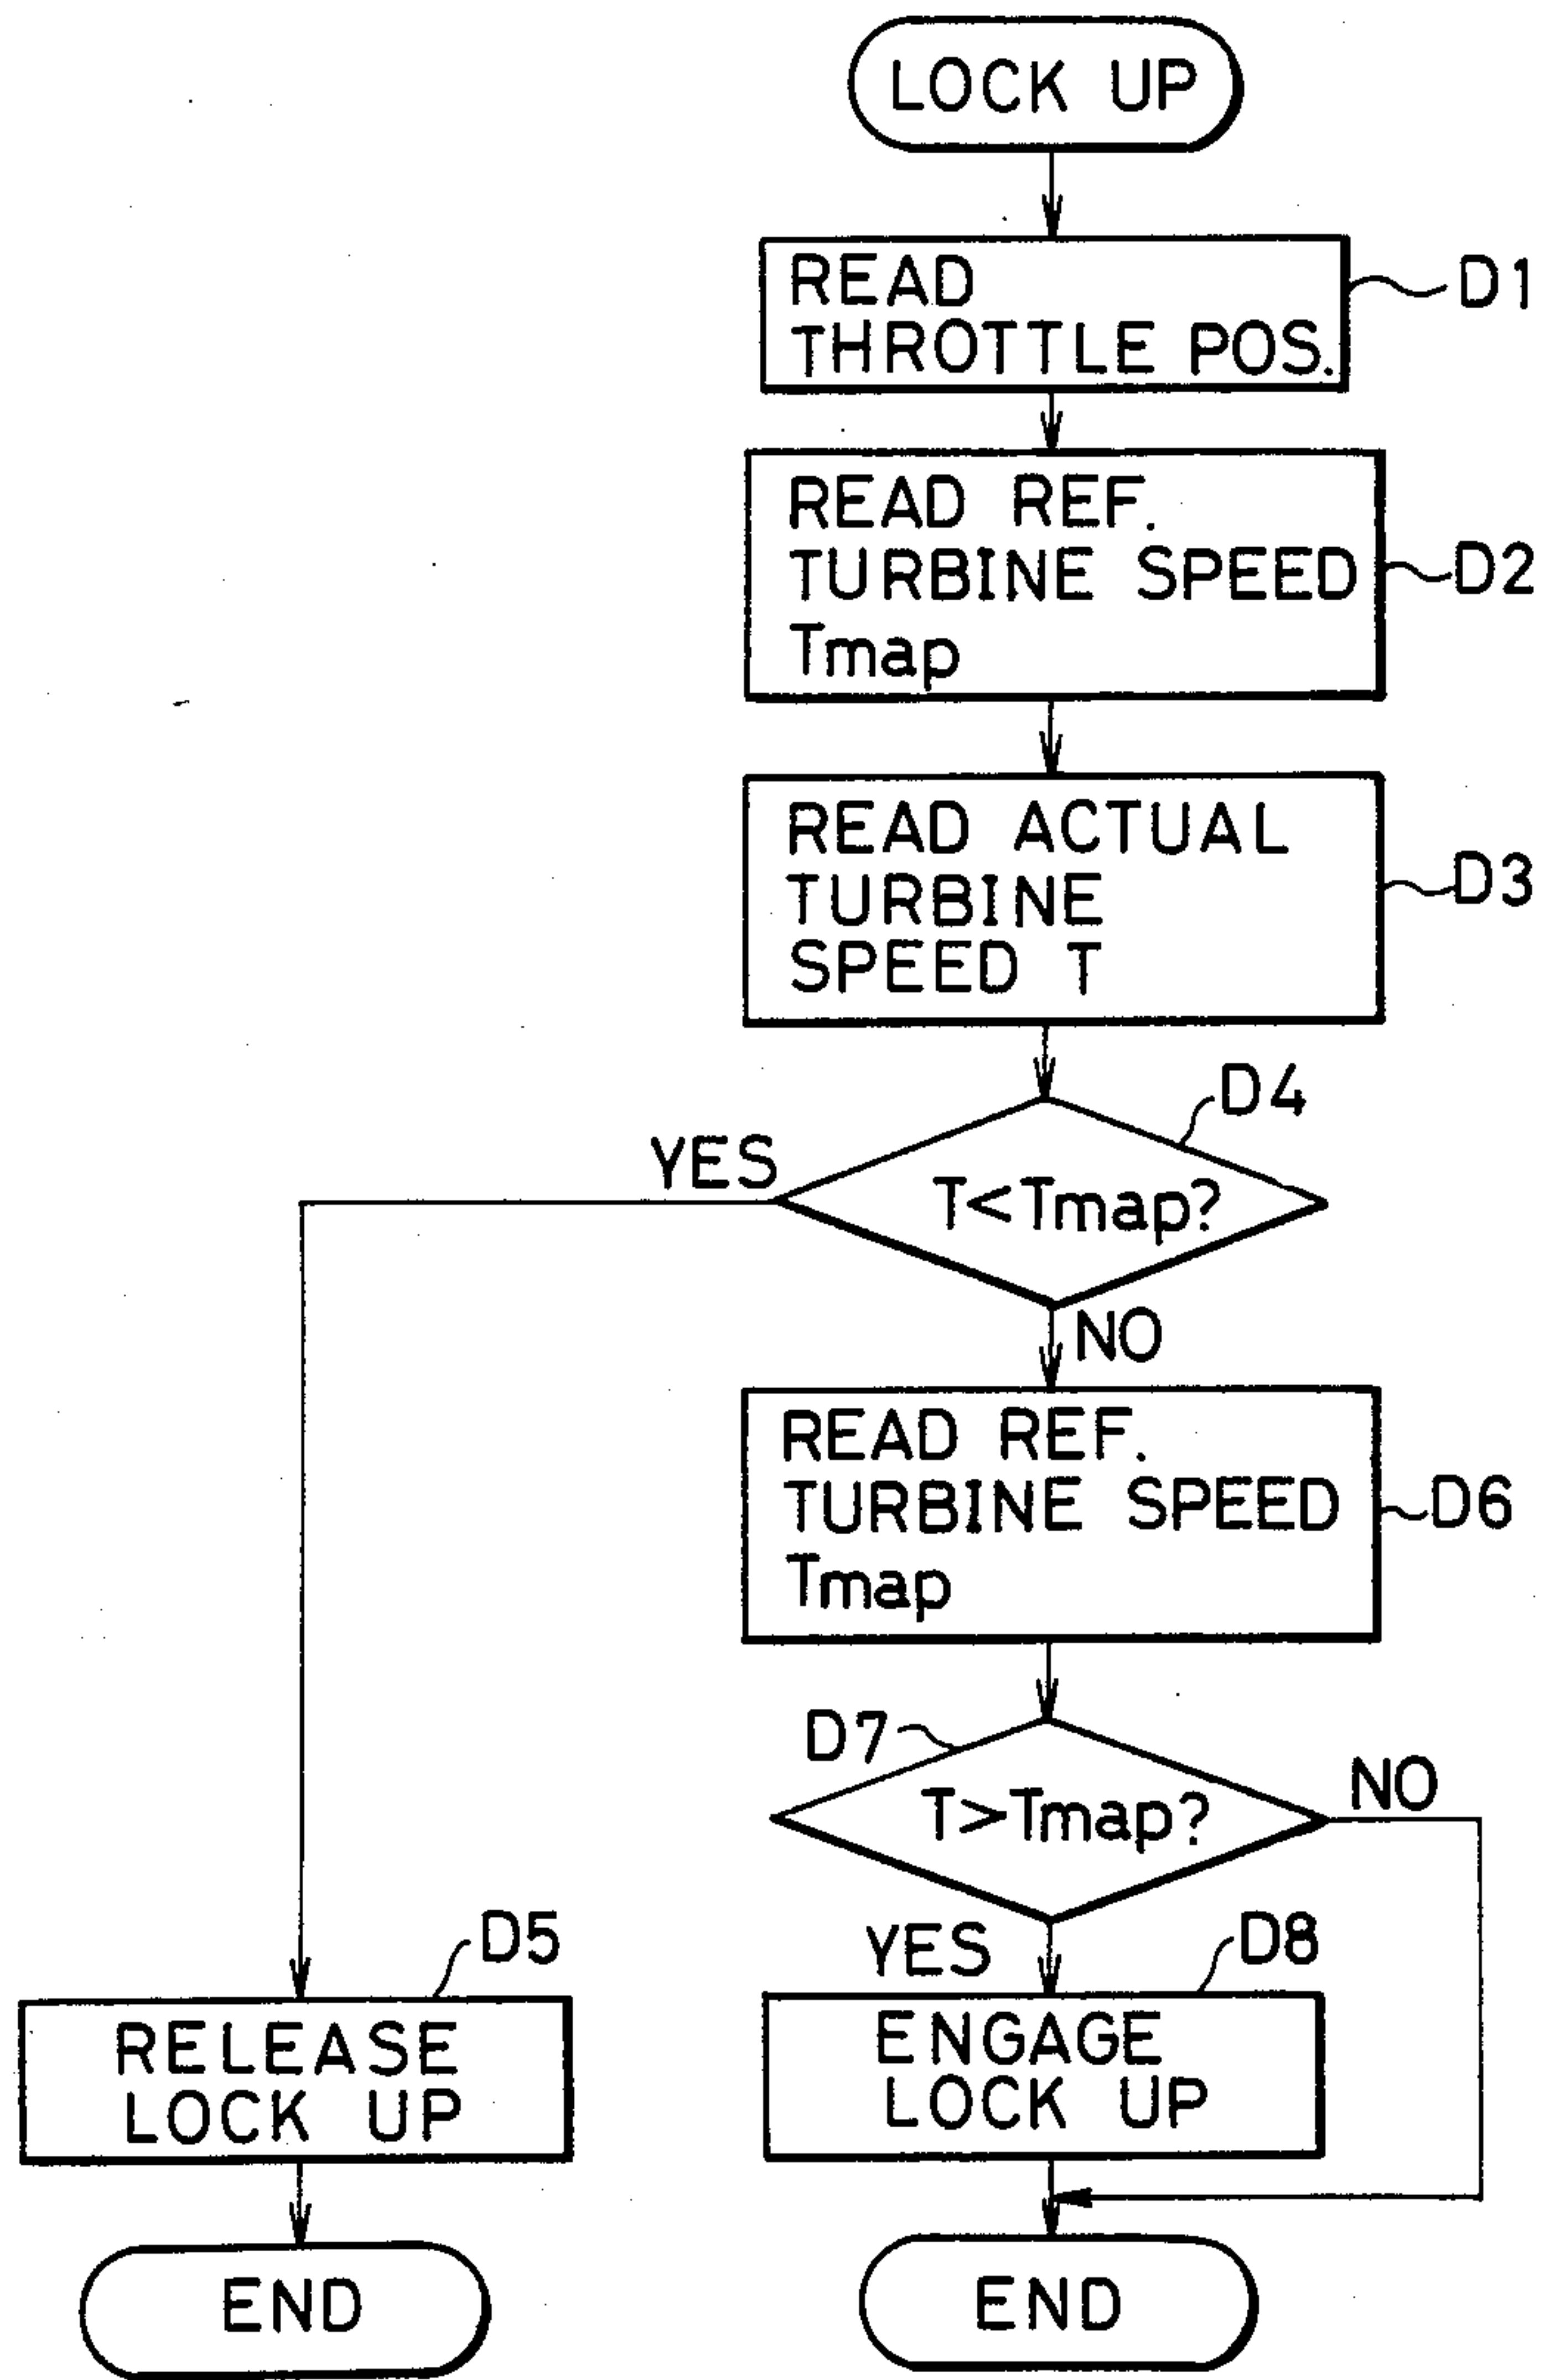 LOCK UP
READ
THROTTLE POS.
D1
READ REF.
TURBINE SPEED
Tmap
D2
READ ACTUAL
TURBINE
SPEED T
D3
D4
YES
T<Tmap?
NO
READ REF.
TURBINE SPEED
Tmap
D6
D7
T>Tmap?
NO
YES
D5
D8
RELEASE
LOCK UP
ENGAGE
LOCK UP
END
END